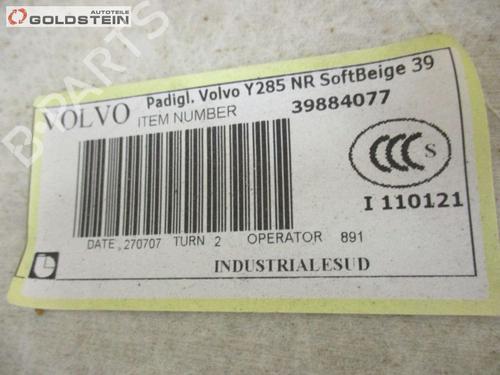 AUTOTEILE
GOLDSTEIN
Padigl. Volvo Y285 NR SoftBeige 39
VOLVO
ITEM NUMBER
39884077
CCC S
I 110121
DATE , 270707 TURN 2 OPERATOR 891
INDUSTRIALESUD